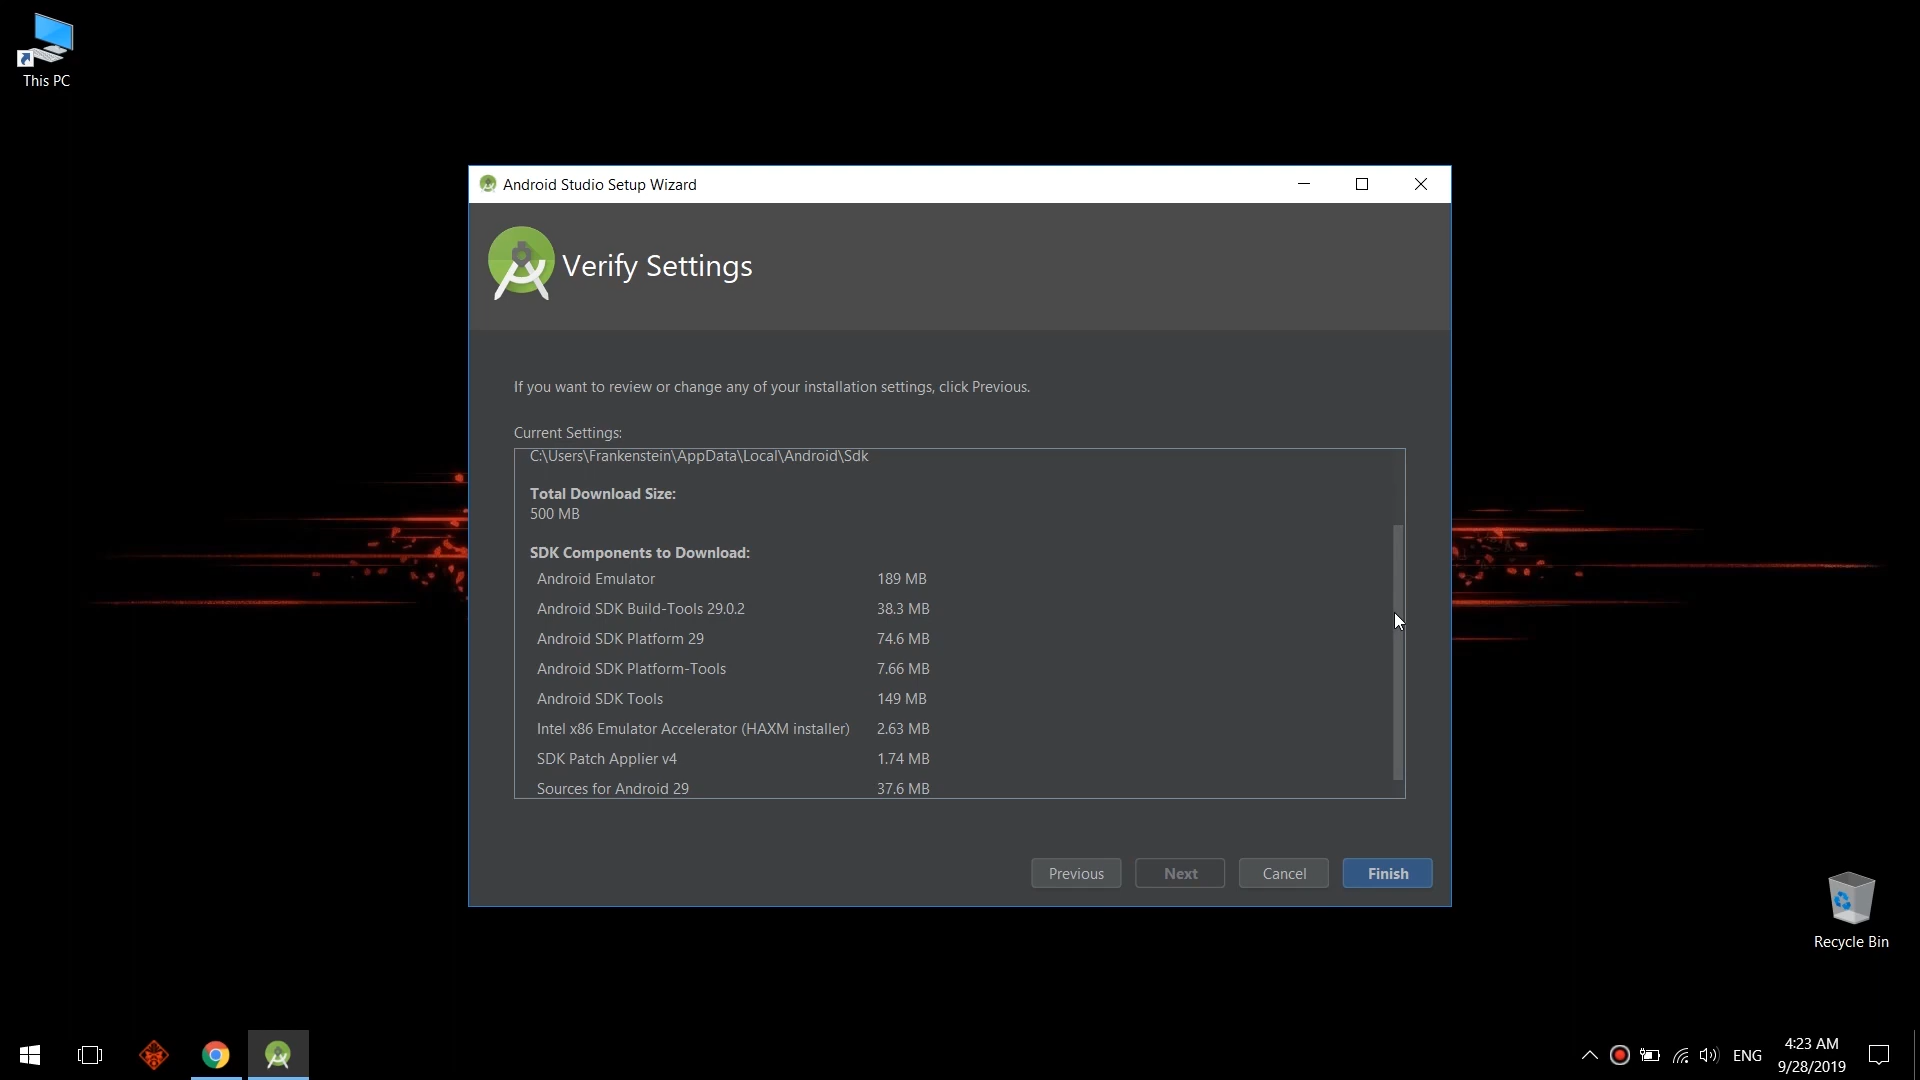 This PC
Android Studio Setup Wizard
Verify Settings
If you want to review or change any of your installation settings, click Previous.
Current Settings:
C:\Users\Frankenstein\AppData\Local\Android\Sdk
Total Download Size:
500 MB
SDK Components to Download:
Android Emulator 189 MB
Android SDK Build-Tools 29.0.2 38.3 MB
Android SDK Platform 29 74.6 MB
Android SDK Platform-Tools 7.66 MB
Android SDK Tools 149 MB
Intel x86 Emulator Accelerator (HAXM installer) 2.63 MB
SDK Patch Applier v4 1.74 MB
Sources for Android 29 37.6 MB
Previous Next Cancel Finish
Recycle Bin
ENG
4:23 AM
9/28/2019